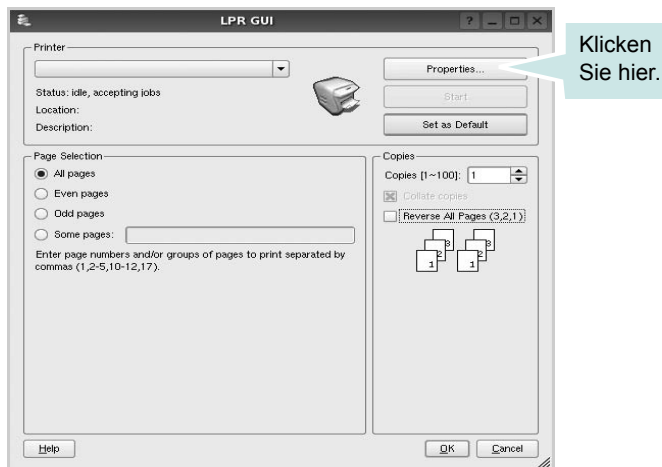 LPR GUI
Printer
Properties...
Klicken
Sie hier.
Status: idle, accepting jobs
Start
Location:
Description:
Set as Default
Page Selection
All pages
Even pages
Odd pages
Some pages:
Enter page numbers and/or groups of pages to print separated by
commas (1,2-5,10-12,17).
Copies
Copies [1~100]: 1
Collate copies
Reverse All Pages (3,2,1)
3 3
2 2
1 1
Help
OK
Cancel